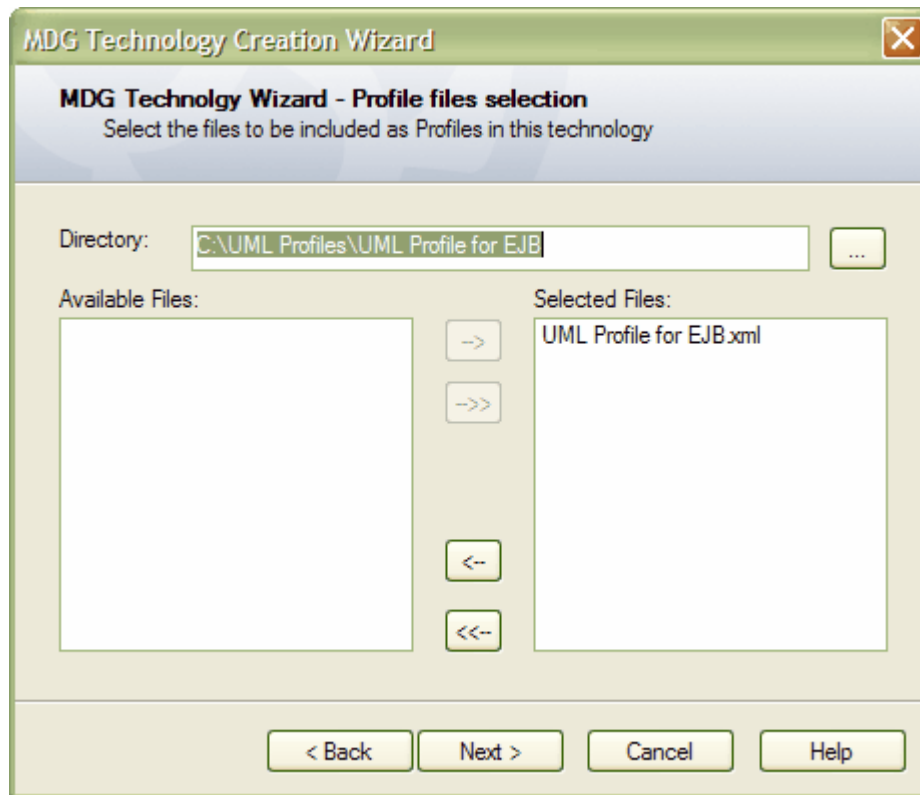 MDG Technology Creation Wizard
MDG Technolgy Wizard - Profile files selection
Select the files to be included as Profiles in this technology
Directory:
C:\UML Profiles\UML Profile for EJB
...
Available Files:
Selected Files:
UML Profile for EJB.xml
-->
-->>
<--
<<--
< Back
Next >
Cancel
Help